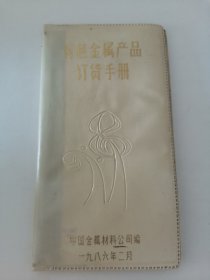 有色金属产品
订货手册
中国金属材料公司编
一九八六年二月